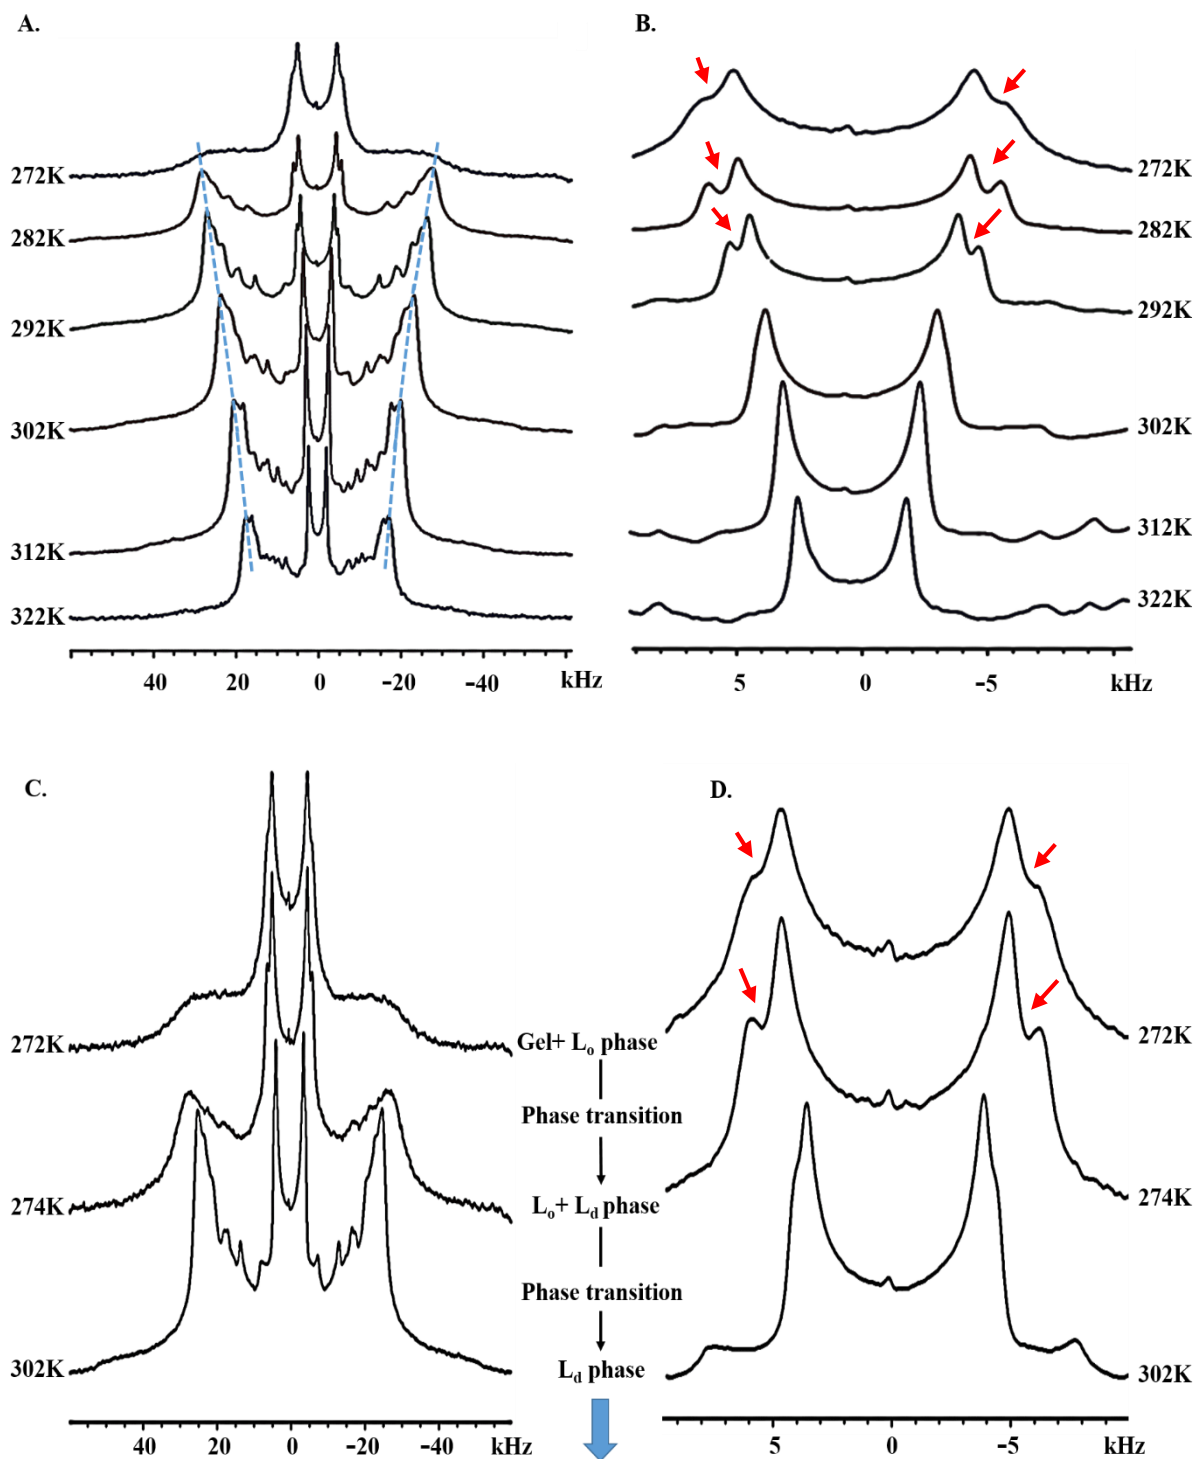 A.
272K
282K
292K
302K
312K
322K
40 20 0 -20 -40 kHz
B.
272K
282K
292K
302K
312K
322K
5 0 -5 kHz
C.
272K
274K
302K
40 20 0 -20 -40 kHz
Gel+ Lₒ phase
Phase transition
Lₒ+ L_d phase
Phase transition
L_d phase
D.
272K
274K
302K
5 0 -5 kHz